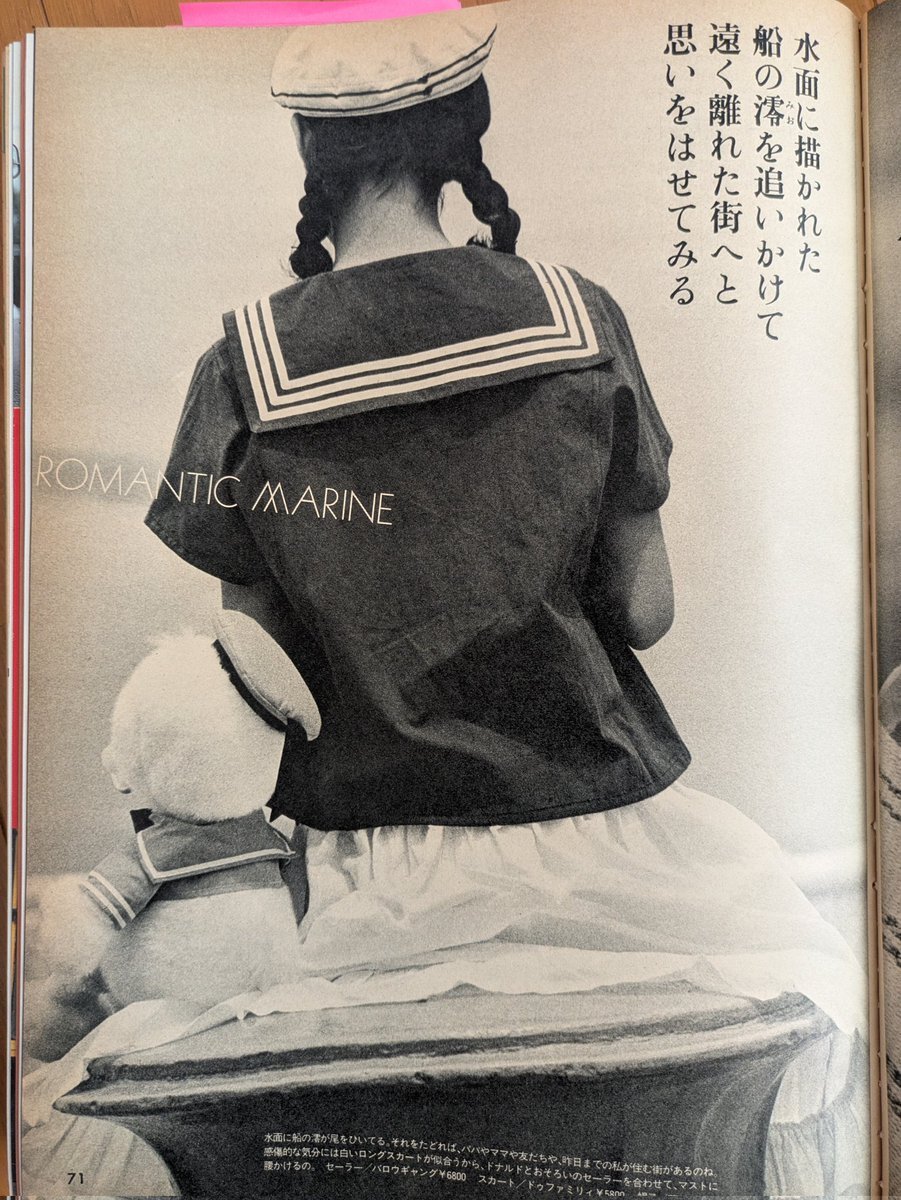 水面に描かれた
船の澪を追いかけて
みお
遠く離れた街へと
思いをはせてみる
ROMANTIC MARINE
水面に船の澪が尾をひいてる。それをたどれば、パパやママや友だちや、昨日までの私が住む街があるのね。
感傷的な気分には白いロングスカートが似合うから、ドナルドとおそろいのセーラーを合わせて、マストに
腰かけるの。 セーラー/バロウギャング¥6800 スカート/ドゥファミリィ¥5800
71